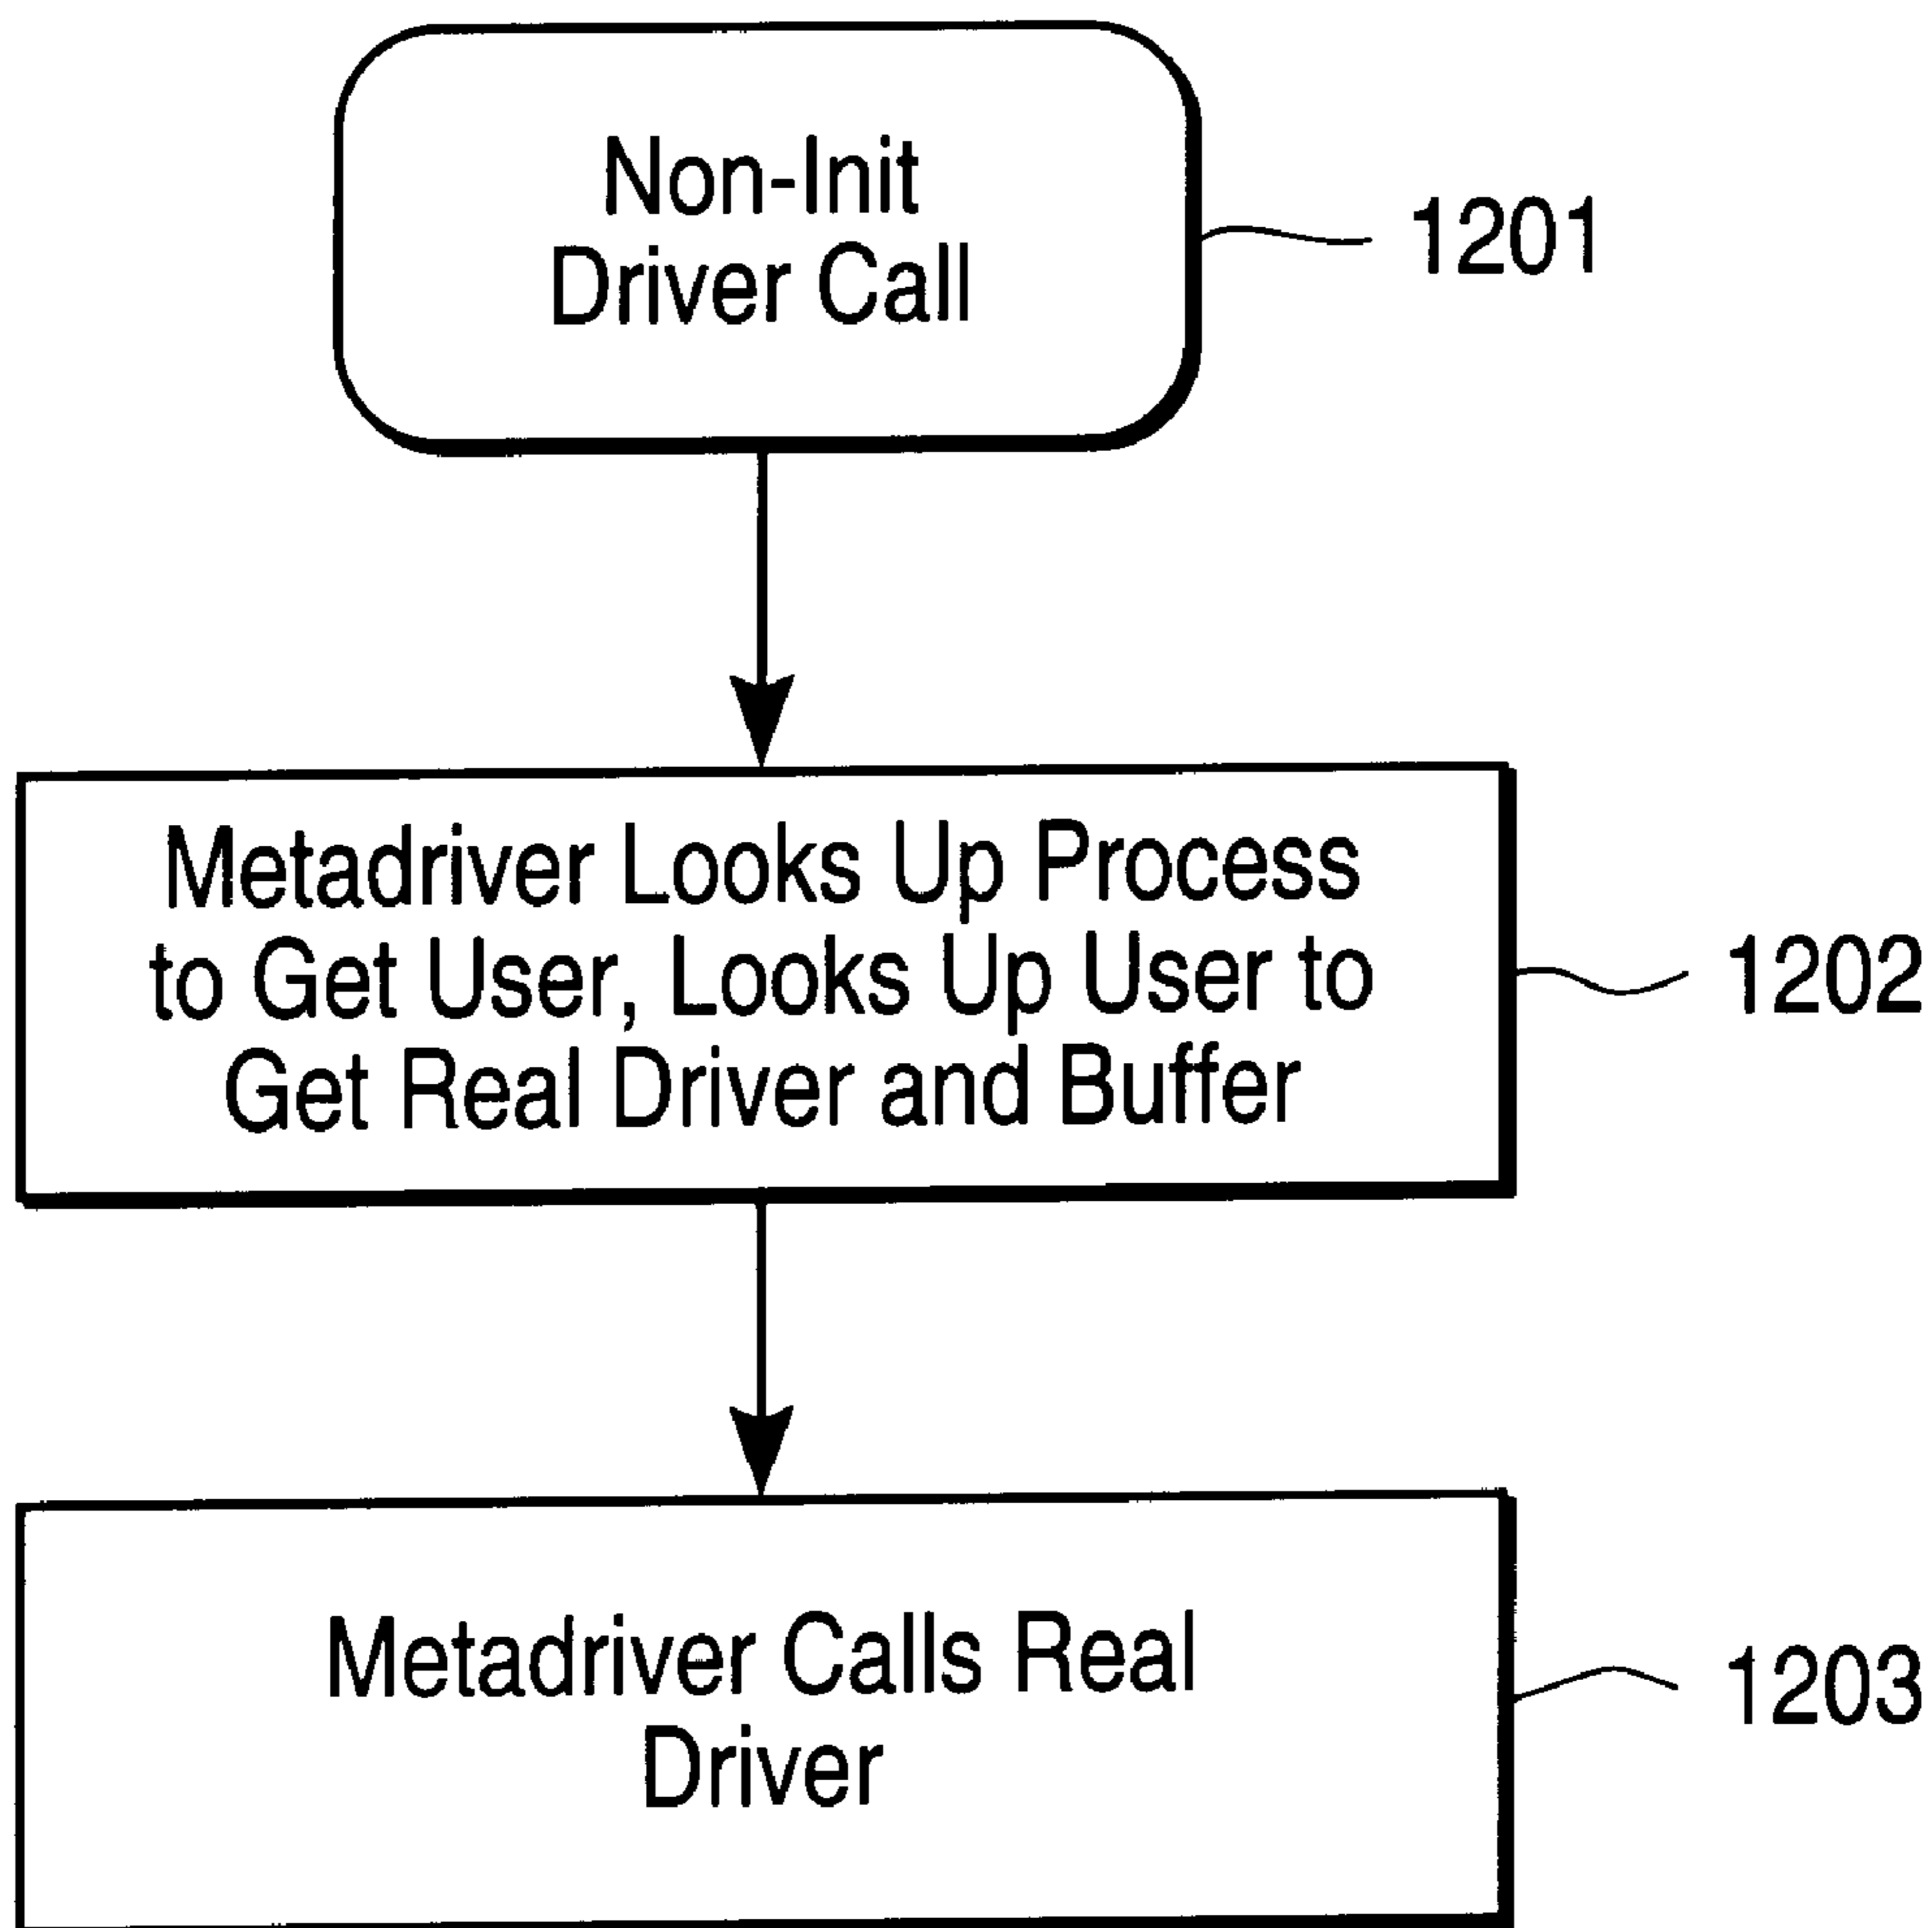 Non-Init
Driver Call
1201
Metadriver Looks Up Process
to Get User, Looks Up User to
Get Real Driver and Buffer
1202
Metadriver Calls Real
Driver
1203